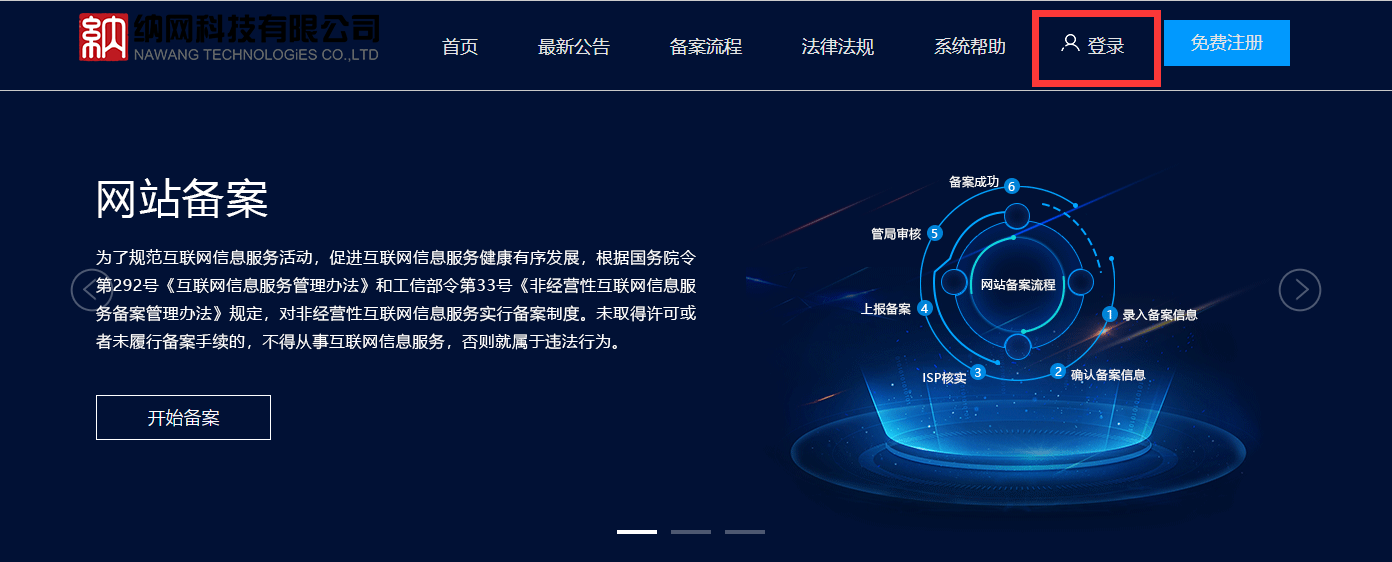 納 纳网科技有限公司
NAWANG TECHNOLOGiES CO.,LTD
首页 最新公告 备案流程 法律法规 系统帮助 登录 免费注册
网站备案
为了规范互联网信息服务活动，促进互联网信息服务健康有序发展，根据国务院令
第292号《互联网信息服务管理办法》和工信部令第33号《非经营性互联网信息服
务备案管理办法》规定，对非经营性互联网信息服务实行备案制度。未取得许可或
者未履行备案手续的，不得从事互联网信息服务，否则就属于违法行为。
开始备案
备案成功 6
管局审核 5
网站备案流程
上报备案 4
1 录入备案信息
ISP核实 3
2 确认备案信息